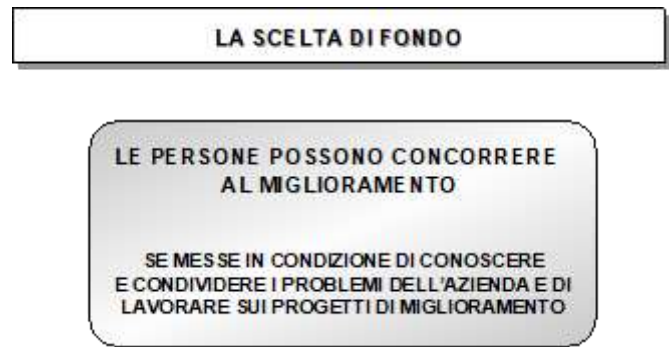 LA SCELTA DI FONDO
LE PERSONE POSSONO CONCORRERE
AL MIGLIORAMENTO
SE MESSE IN CONDIZIONE DI CONOSCERE
E CONDIVIDERE I PROBLEMI DELL'AZIENDA E DI
LAVORARE SUI PROGETTI DI MIGLIORAMENTO